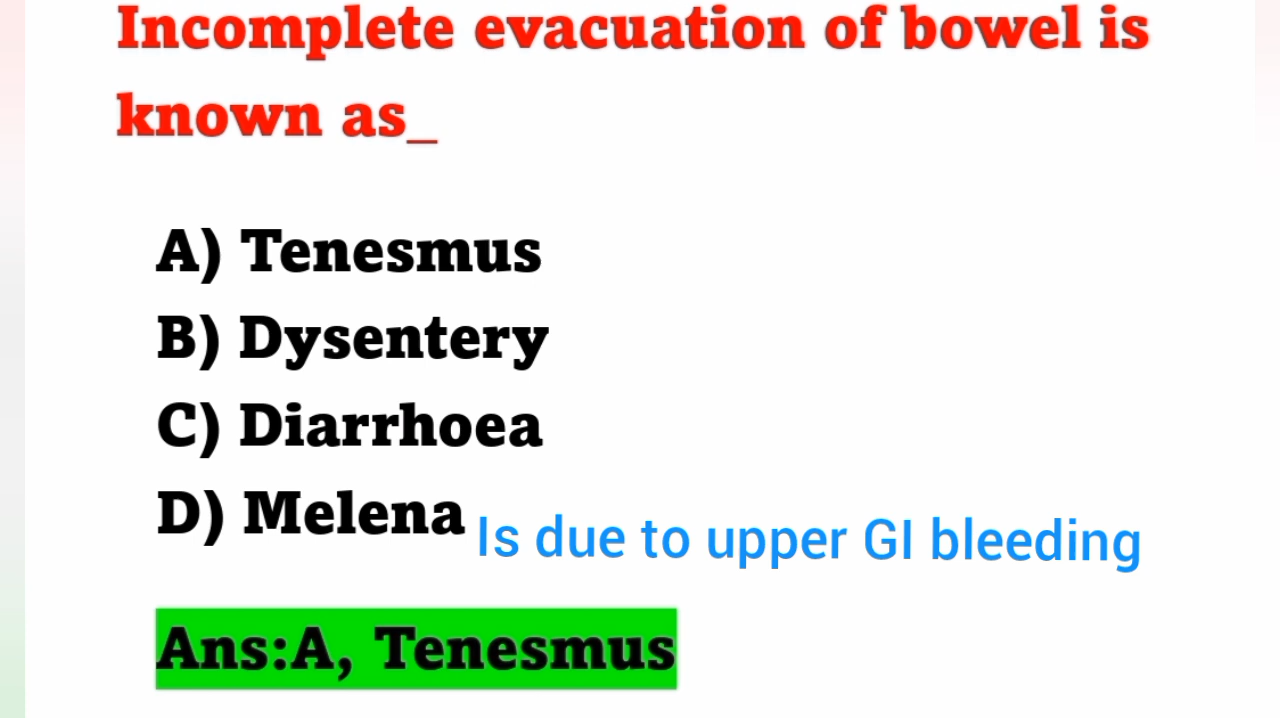 Incomplete evacuation of bowel is
known as_
A) Tenesmus
B) Dysentery
C) Diarrhoea
D) Melena Is due to upper GI bleeding
Ans:A, Tenesmus